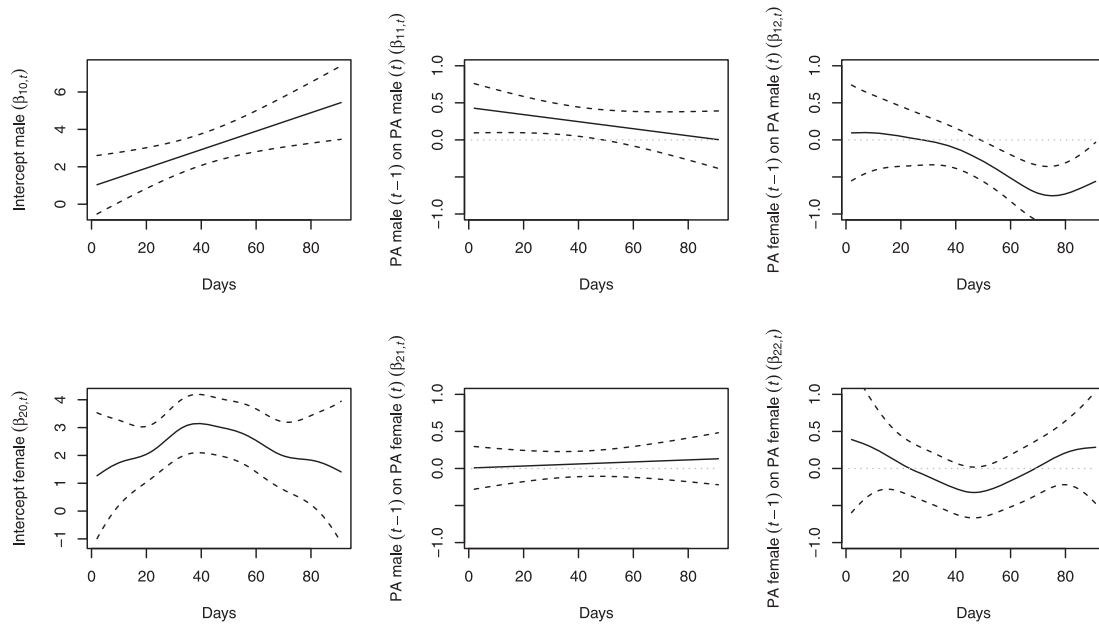 Intercept male (β10,t)
6
4
2
0
0 20 40 60 80
Days
PA male (t−1) on PA male (t) (β11,t)
1.0
0.5
0.0
−1.0
0 20 40 60 80
Days
PA female (t−1) on PA male (t) (β12,t)
1.0
0.5
0.0
−1.0
0 20 40 60 80
Days
Intercept female (β20,t)
4
3
2
1
0
−1
0 20 40 60 80
Days
PA male (t−1) on PA female (t) (β21,t)
1.0
0.5
0.0
−1.0
0 20 40 60 80
Days
PA female (t−1) on PA female (t) (β22,t)
1.0
0.5
0.0
−1.0
0 20 40 60 80
Days